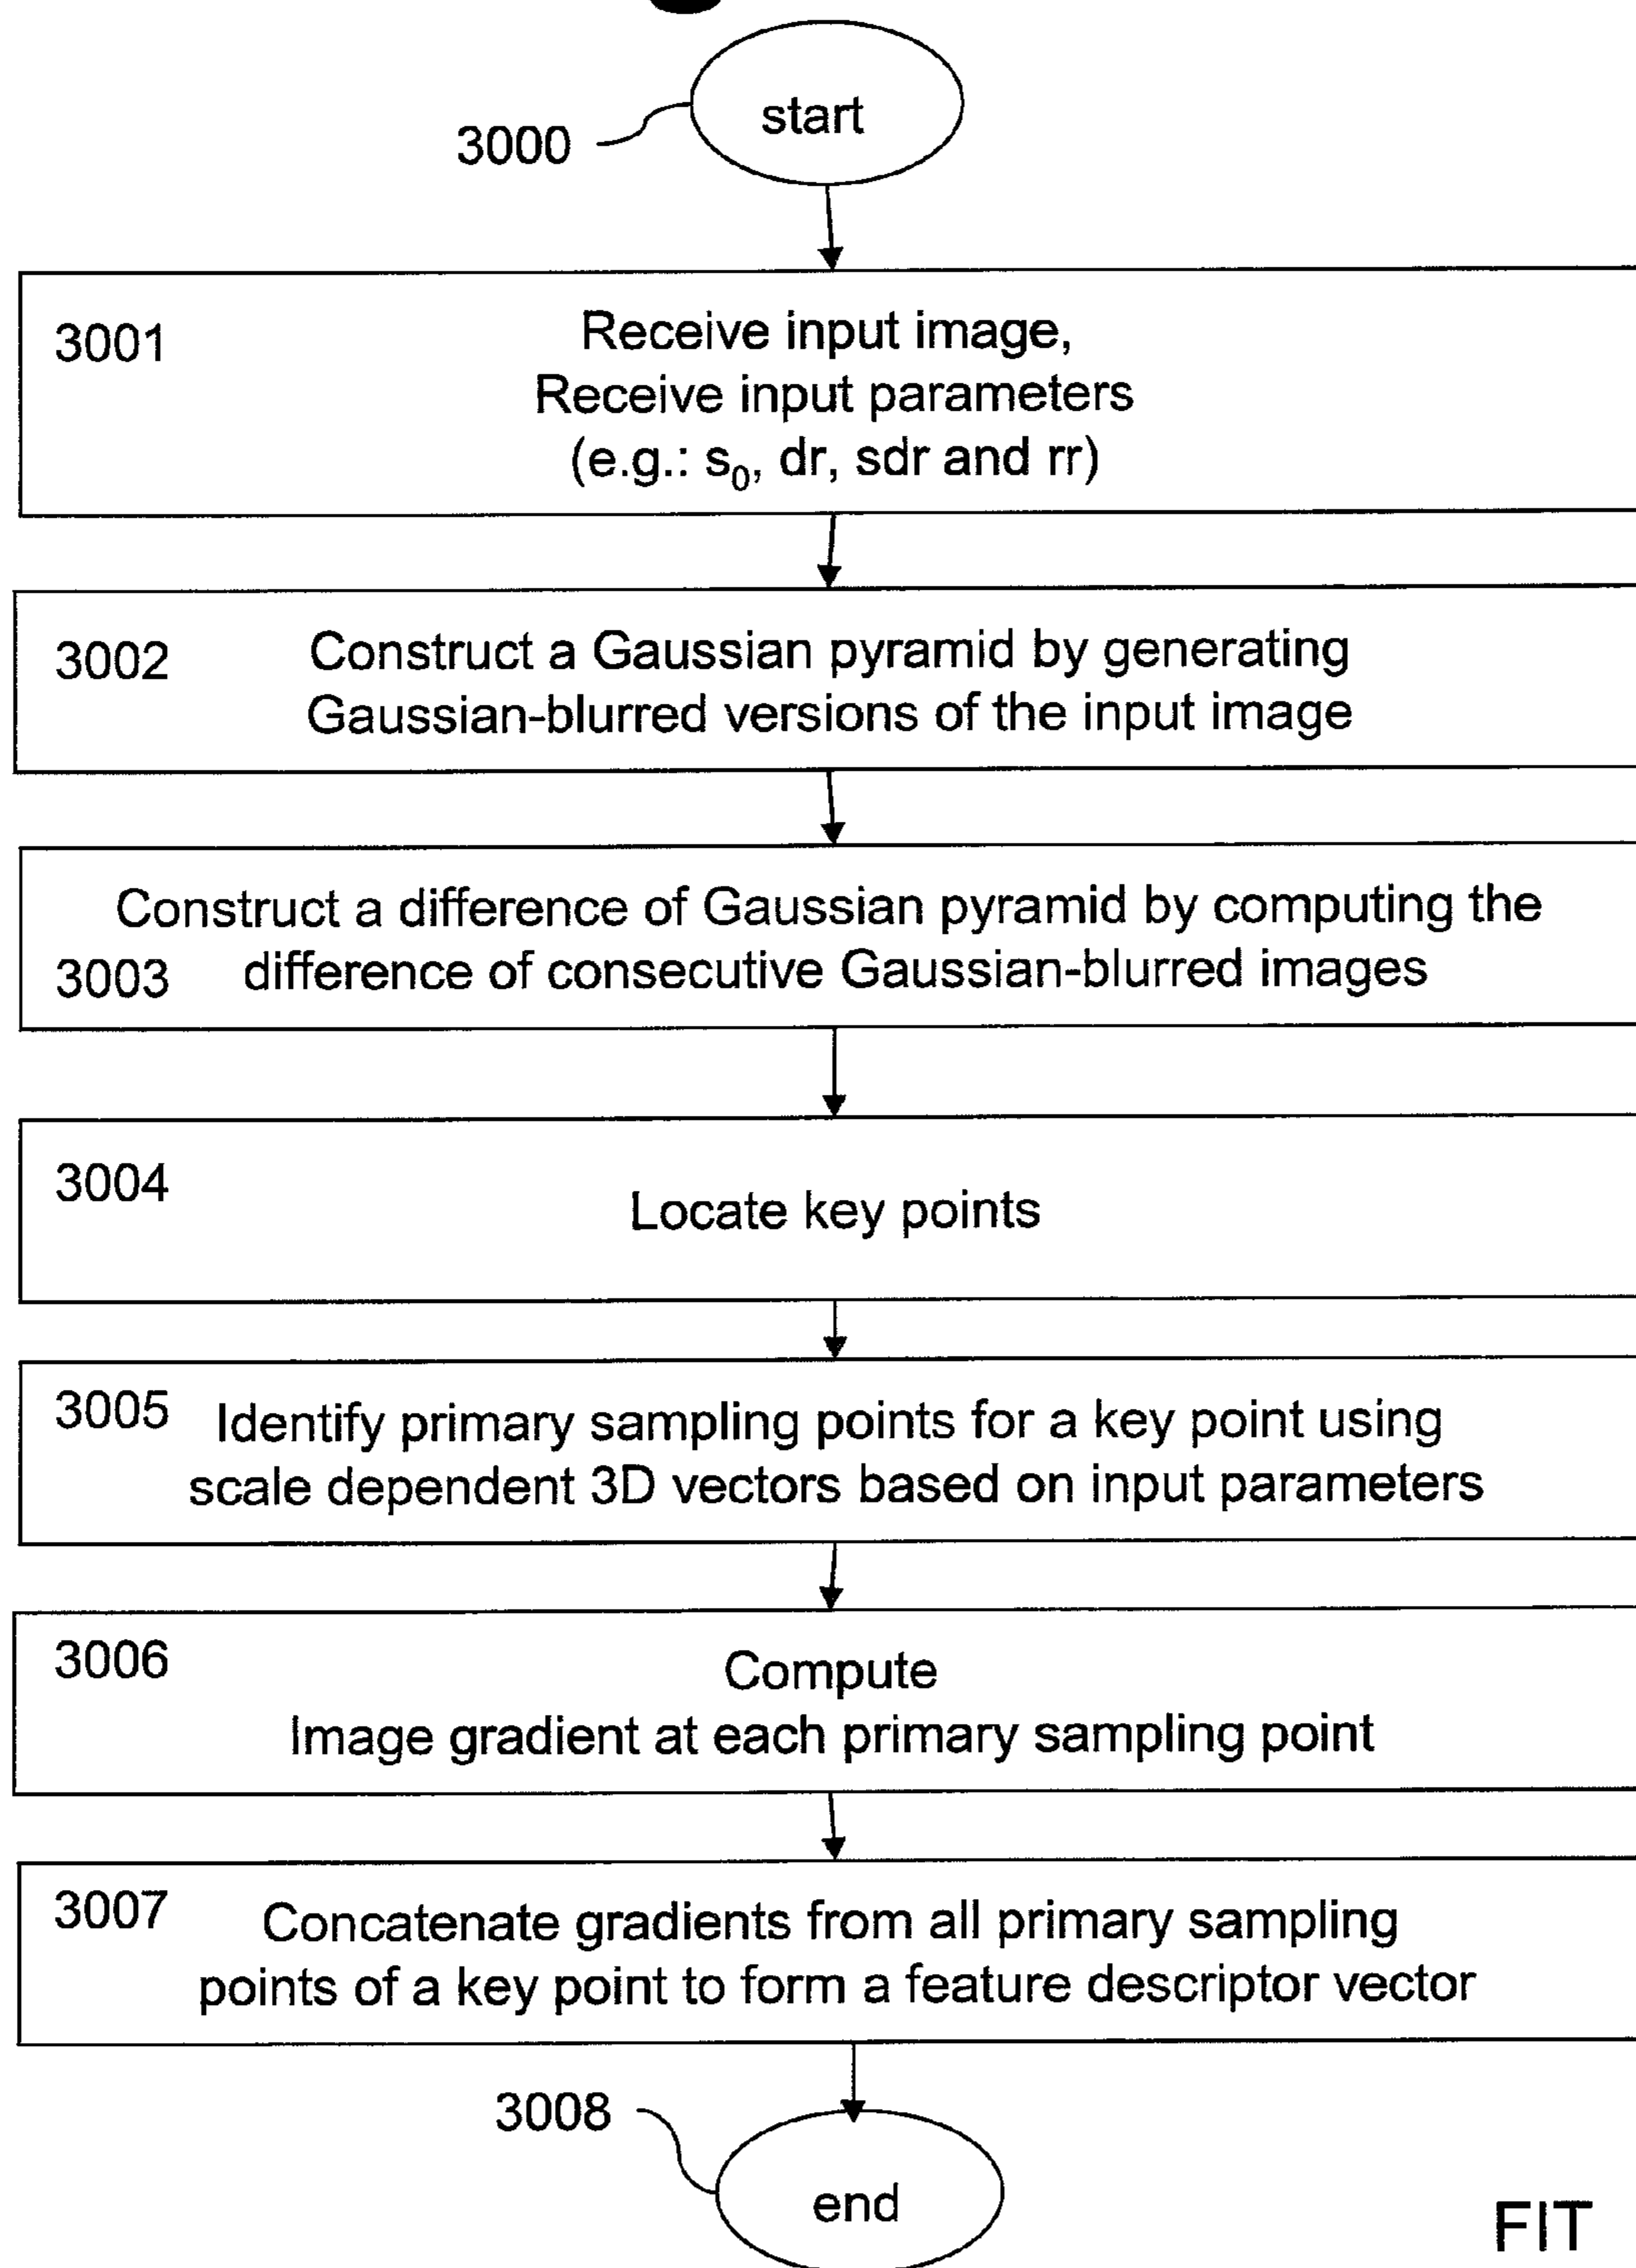 start
3000
3001
Receive input image,
Receive input parameters
(e.g.: s₀, dr, sdr and rr)
3002
Construct a Gaussian pyramid by generating
Gaussian-blurred versions of the input image
Construct a difference of Gaussian pyramid by computing the
3003 difference of consecutive Gaussian-blurred images
3004
Locate key points
3005
Identify primary sampling points for a key point using
scale dependent 3D vectors based on input parameters
3006
Compute
Image gradient at each primary sampling point
3007
Concatenate gradients from all primary sampling
points of a key point to form a feature descriptor vector
3008
end
FIT